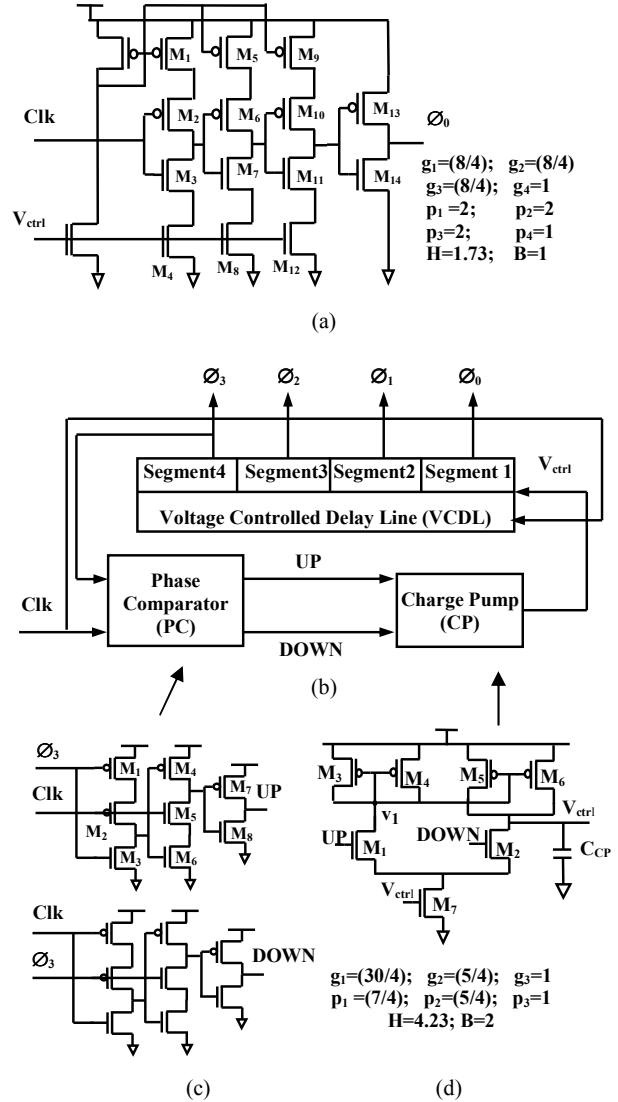 M₁ M₅ M₉
Clk M₂ M₆ M₁₀ M₁₃ ∅₀
M₃ M₇ M₁₁ M₁₄
V_ctrl
M₄ M₈ M₁₂
g₁=(8/4); g₂=(8/4)
g₃=(8/4); g₄=1
p₁ =2; p₂=2
p₃=2; p₄=1
H=1.73; B=1
(a)
∅₃ ∅₂ ∅₁ ∅₀
Segment4 Segment3 Segment2 Segment 1
V_ctrl
Voltage Controlled Delay Line (VCDL)
Clk
Phase
Comparator
(PC)
UP
DOWN
Charge Pump
(CP)
(b)
∅₃ M₁ M₄
Clk M₇ UP
M₂ M₅ M₈
M₃ M₆
Clk
∅₃
DOWN
(c)
M₃ M₄ M₅ M₆
v₁ V_ctrl
UP DOWN
M₁ M₂ C_CP
V_ctrl M₇
g₁=(30/4); g₂=(5/4); g₃=1
p₁ =(7/4); p₂=(5/4); p₃=1
H=4.23; B=2
(d)